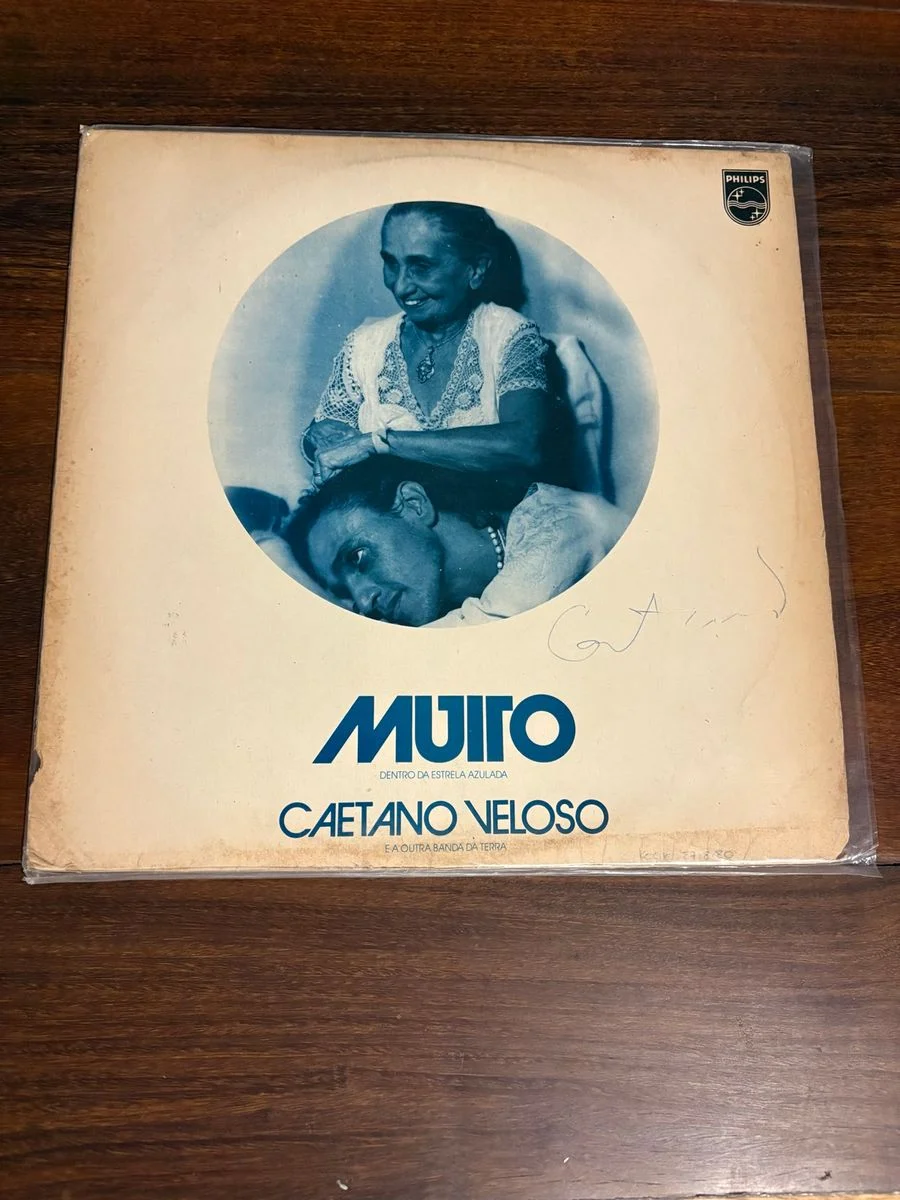 PHILIPS
MUITO
DENTRO DA ESTRELA AZULADA
CAETANO VELOSO
E A OUTRA BANDA DA TERRA